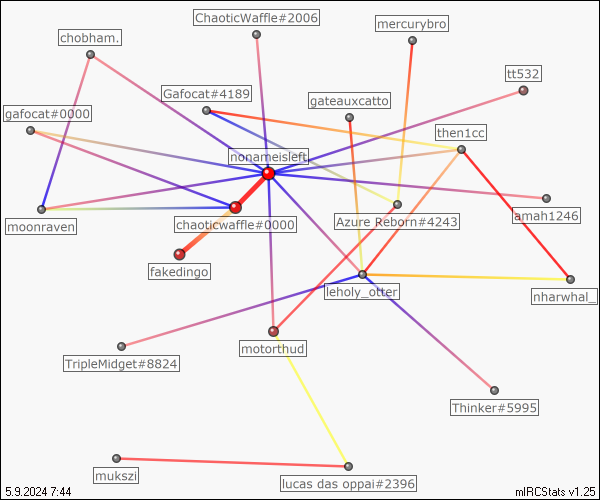 ChaoticWaffle#2006
mercurybro
chobham.
tt532
Gafocat#4189
gateauxcatto
gafocat#0000
then1cc
nonameisleft
amah1246
moonraven
chaoticwaffle#0000
Azure Reborn#4243
fakedingo
leholy_otter
nharwhal_
motorthud
TripleMidget#8824
Thinker#5995
mukszi
lucas das oppai#2396
5.9.2024 7:44
mIRCStats v1.25